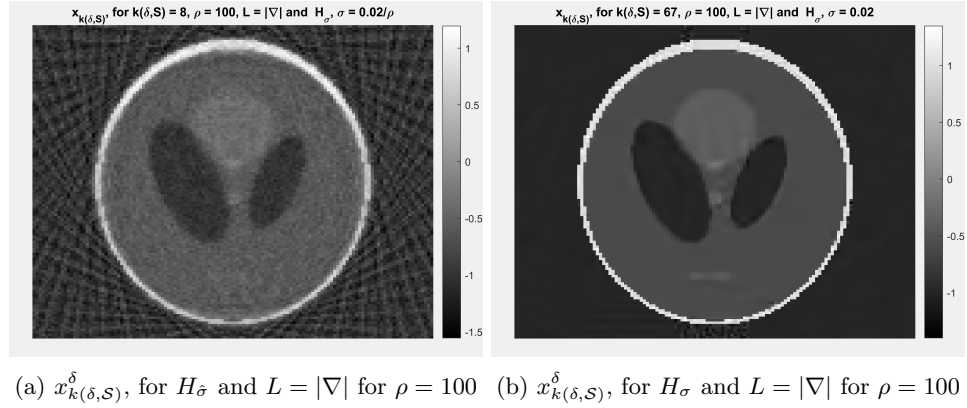 x_{k(δ,S)}, for k(δ,S) = 8, ρ = 100, L = |∇| and H_σ, σ = 0.02/ρ
1
0.5
0
-0.5
-1
-1.5
(a) x^δ_{k(δ,𝒮)}, for H_{σ̂} and L = |∇| for ρ = 100
x_{k(δ,S)}, for k(δ,S) = 67, ρ = 100, L = |∇| and H_σ, σ = 0.02
1
0.5
0
-0.5
-1
(b) x^δ_{k(δ,𝒮)}, for H_σ and L = |∇| for ρ = 100